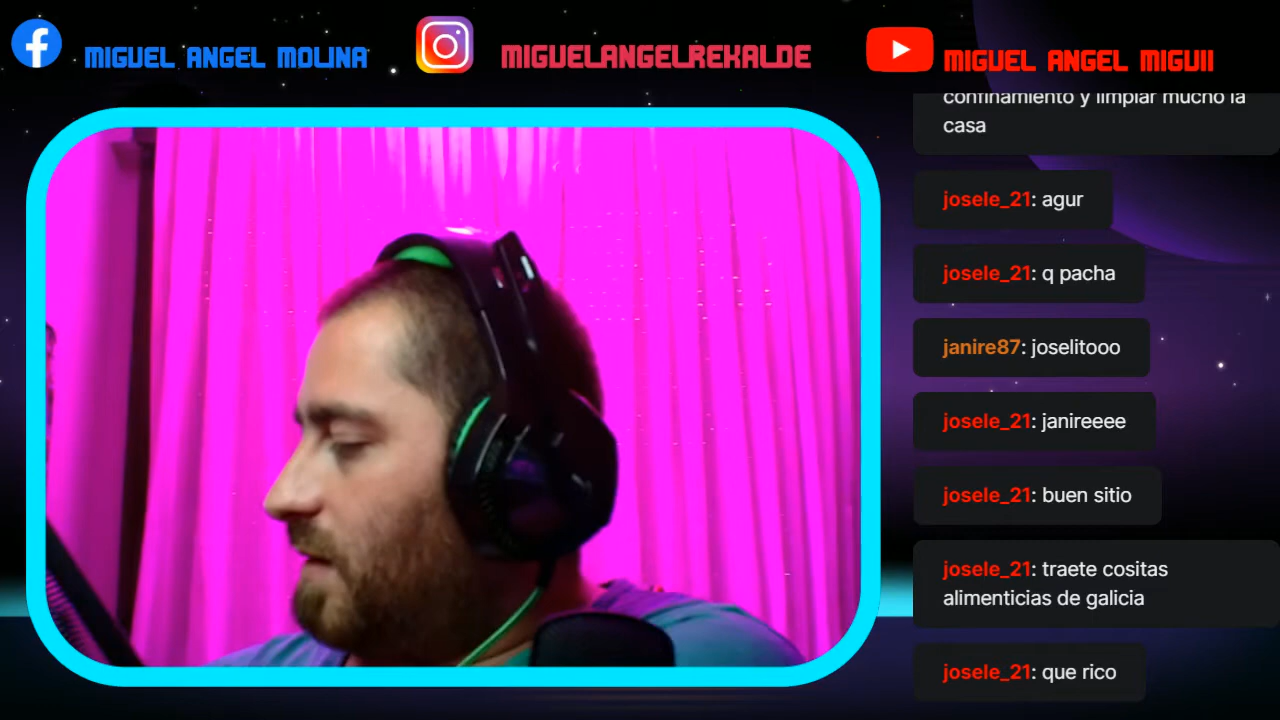 MIGUEL ANGEL MOLINA
MIGUELANGELREKALDE
MIGUEL ANGEL MIGUII
confinamiento y limpiar mucho la
casa
josele_21: agur
josele_21: q pacha
janire87: joselitooo
josele_21: janireeee
josele_21: buen sitio
josele_21: traete cositas
alimenticias de galicia
josele_21: que rico